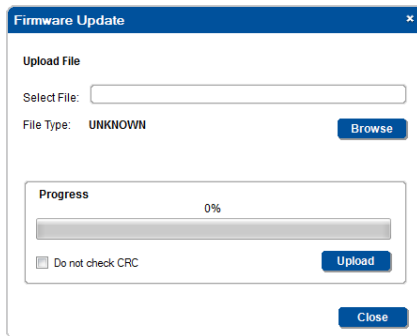 Firmware Update ×
Upload File
Select File:
File Type: UNKNOWN
Browse
Progress
0%
Do not check CRC
Upload
Close